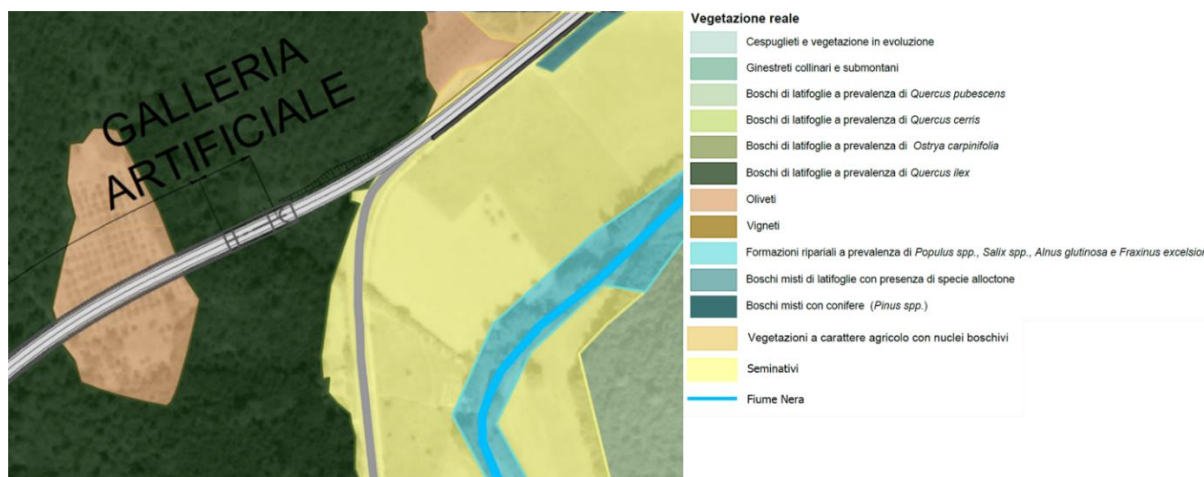 GALLERIA
ARTIFICIALE
Vegetazione reale
Cespuglieti e vegetazione in evoluzione
Ginestreti collinari e submontani
Boschi di latifoglie a prevalenza di Quercus pubescens
Boschi di latifoglie a prevalenza di Quercus cerris
Boschi di latifoglie a prevalenza di Ostrya carpinifolia
Boschi di latifoglie a prevalenza di Quercus ilex
Oliveti
Vigneti
Formazioni ripariali a prevalenza di Populus spp., Salix spp., Alnus glutinosa e Fraxinus excelsior
Boschi misti di latifoglie con presenza di specie alloctone
Boschi misti con conifere (Pinus spp.)
Vegetazioni a carattere agricolo con nuclei boschivi
Seminativi
Fiume Nera